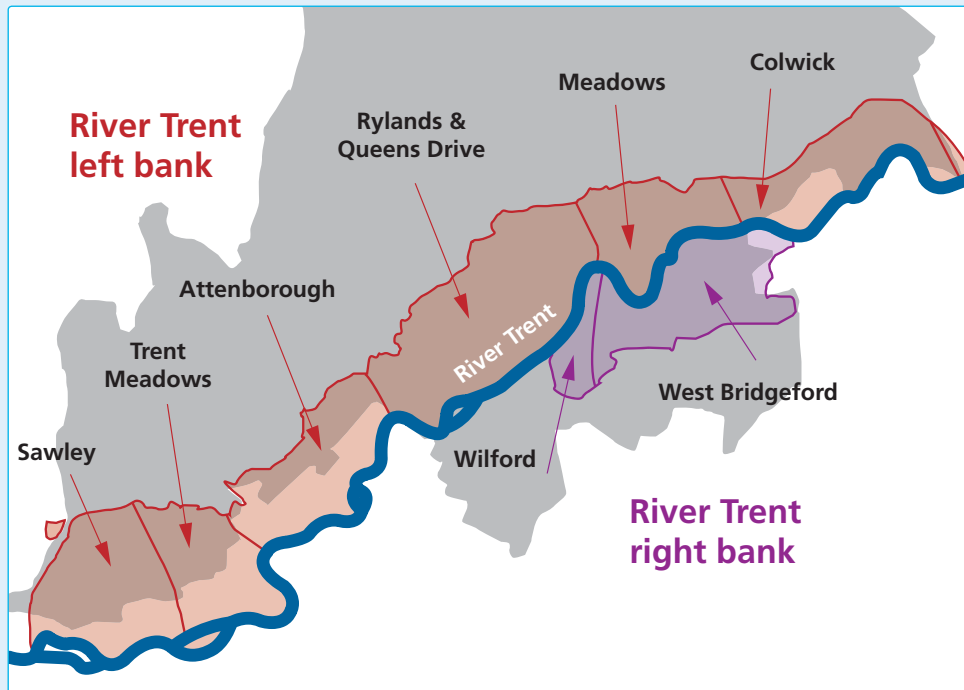 Colwick
Meadows
River Trent
left bank
Rylands &
Queens Drive
Attenborough
Trent
Meadows
Sawley
River Trent
West Bridgeford
Wilford
River Trent
right bank